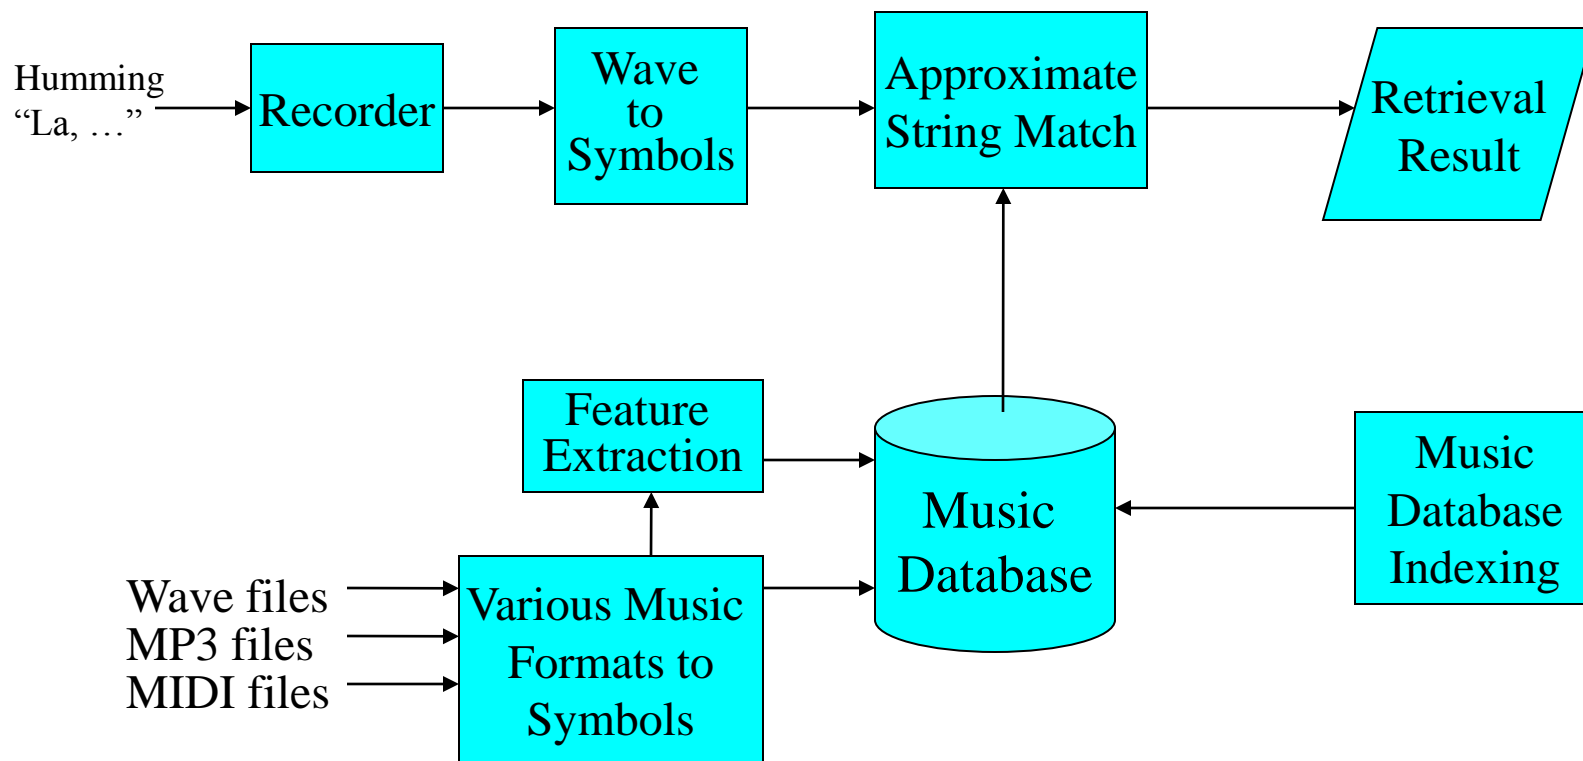 Humming
“La, …”
Recorder
Wave
to
Symbols
Approximate
String Match
Retrieval
Result
Feature
Extraction
Music
Database
Music
Database
Indexing
Wave files
MP3 files
MIDI files
Various Music
Formats to
Symbols